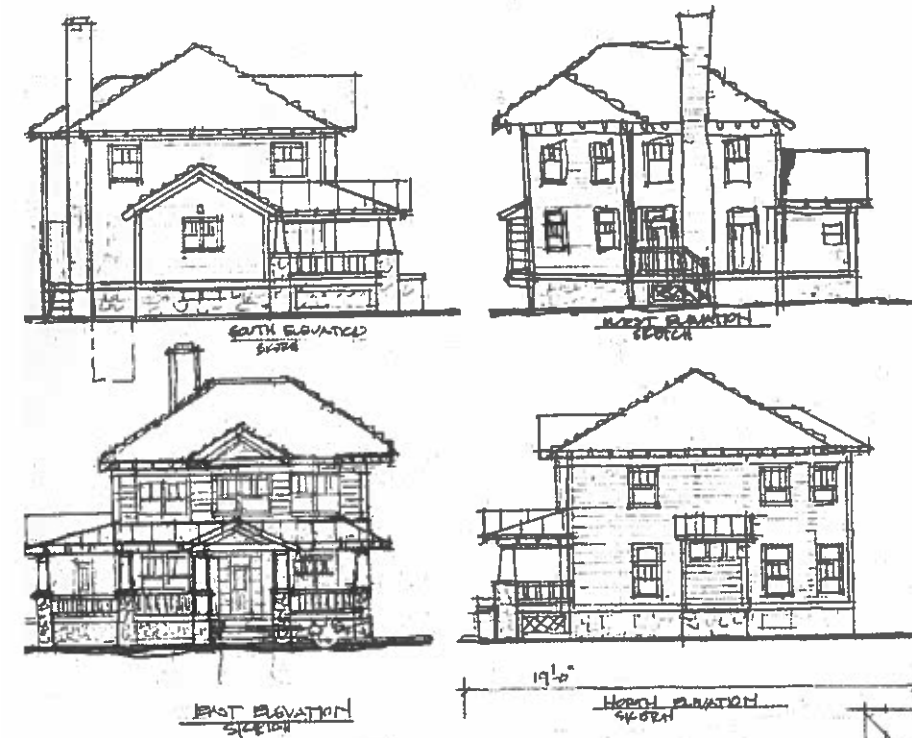 SOUTH ELEVATION
SKETCH
WEST ELEVATION
SKETCH
EAST ELEVATION
SKETCH
19'-0"
NORTH ELEVATION
SKETCH